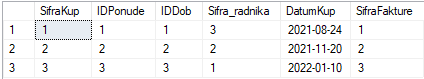 SifraKup IDPonude IDDob Sifra_radnika DatumKup SifraFakture
1 1 1 1 3 2021-08-24 1
2 2 2 2 2 2021-11-20 2
3 3 3 3 1 2022-01-10 3